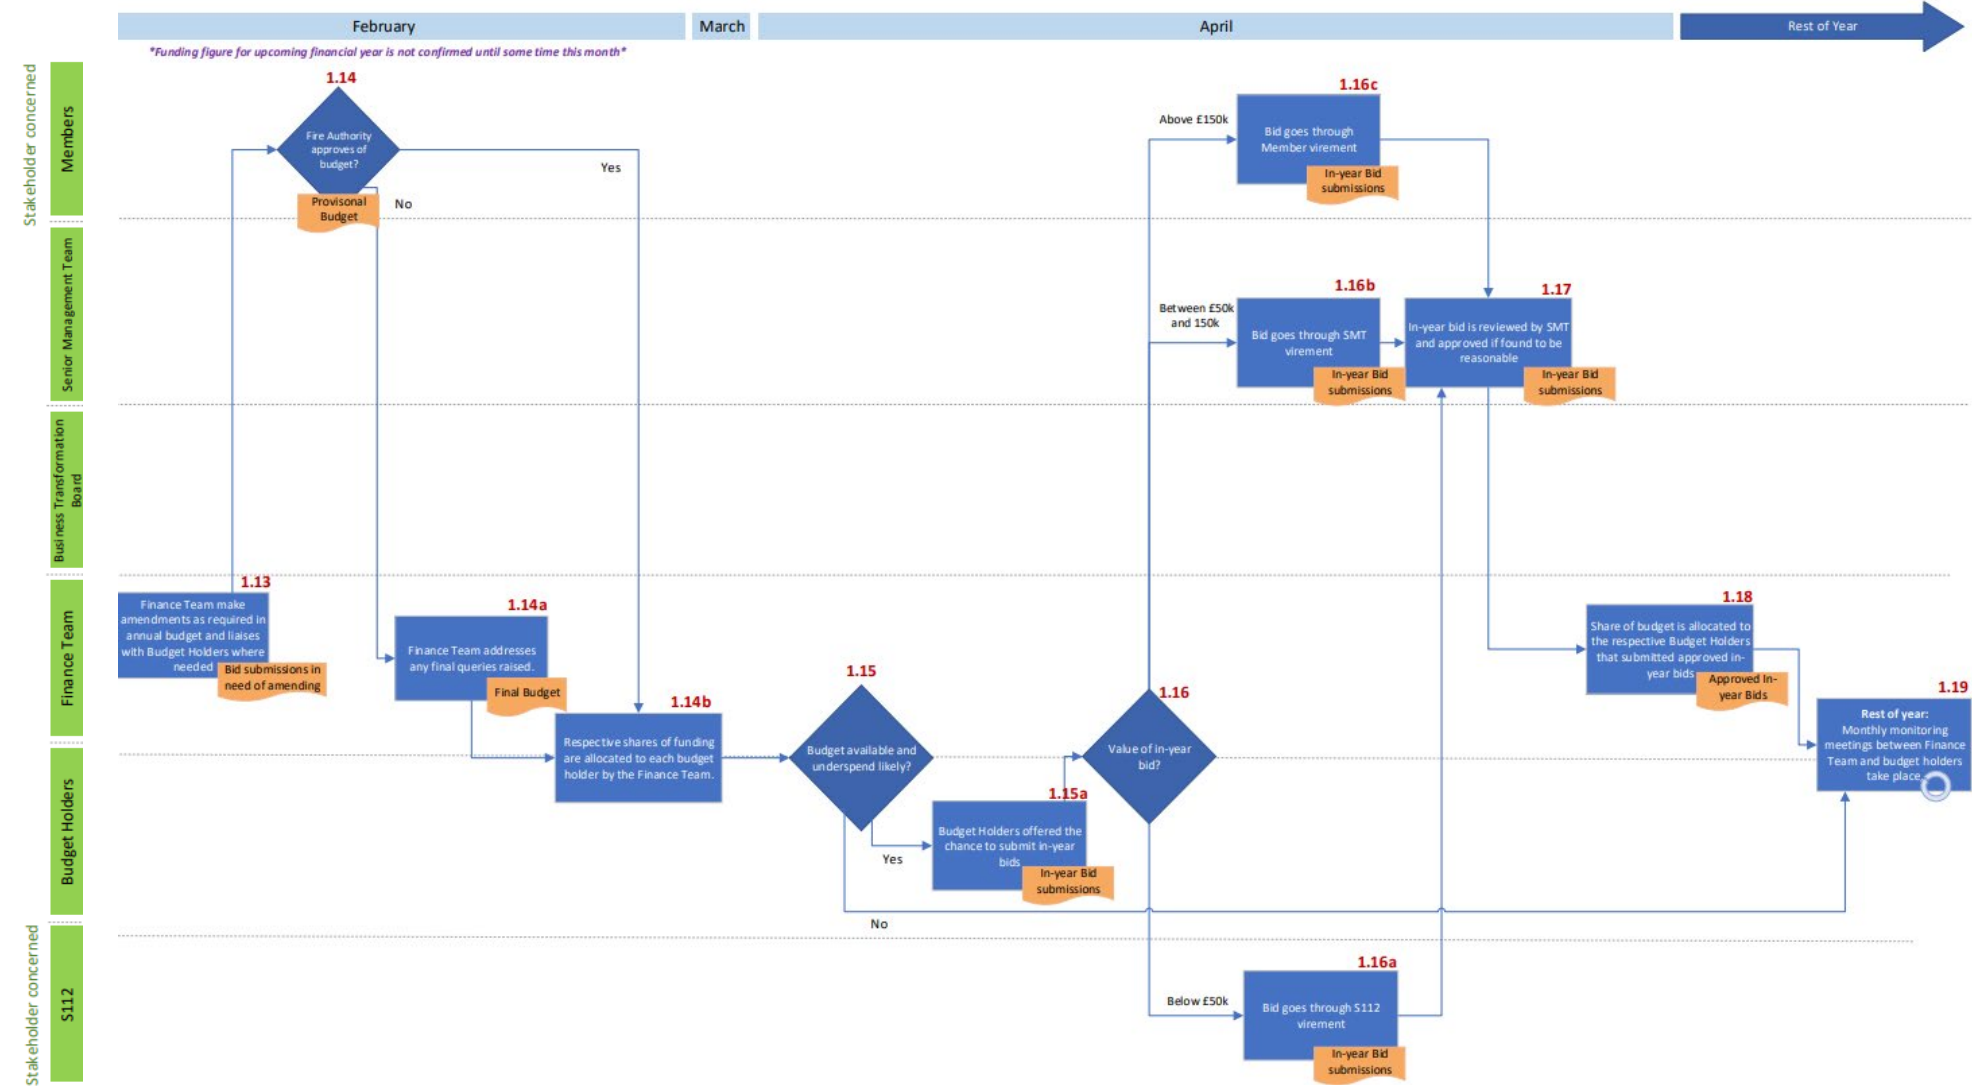 February
March
April
Rest of Year
*Funding figure for upcoming financial year is not confirmed until some time this month*
Stakeholder concerned
Members
1.14
Fire Authority
approves of
budget?
Provisonal
Budget
Yes
No
1.16c
Above £150k
Bid goes through
Member virement
In-year Bid
submissions
Senior Management Team
1.16b
Between £50k
and 150k
Bid goes through SMT
virement
In-year Bid
submissions
1.17
In-year bid is reviewed by SMT
and approved if found to be
reasonable
In-year Bid
submissions
Business Transformation
Board
Finance Team
1.13
Finance Team make
amendments as required in
annual budget and liaises
with Budget Holders where
needed
Bid submissions in
need of amending
1.14a
Finance Team addresses
any final queries raised.
Final Budget
1.14b
Respective shares of funding
are allocated to each budget
holder by the Finance Team.
1.15
Budget available and
underspend likely?
1.16
Value of in-year
bid?
1.18
Share of budget is allocated to
the respective Budget Holders
that submitted approved in-
year bids
Approved In-
year Bids
1.19
Rest of year:
Monthly monitoring
meetings between Finance
Team and budget holders
take place
Budget Holders
1.15a
Budget Holders offered the
chance to submit in-year
bids
In-year Bid
submissions
Yes
No
Stakeholder concerned
S112
1.16a
Below £50k
Bid goes through S112
virement
In-year Bid
submissions